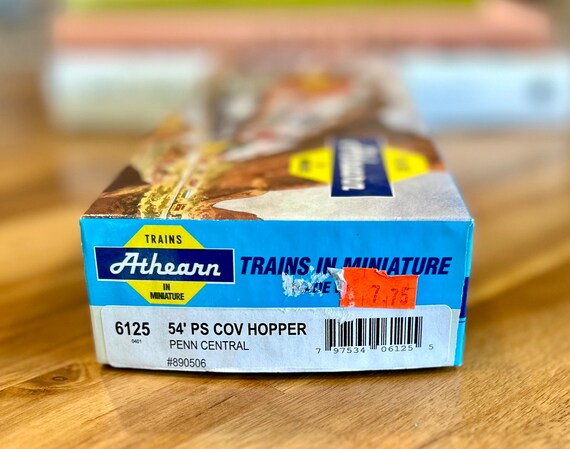 Athearn
TRAINS
Athearn
IN
MINIATURE
TRAINS IN MINIATURE
7.75
6125 54' PS COV HOPPER
0401
PENN CENTRAL
#890506
7 97534 06125 5